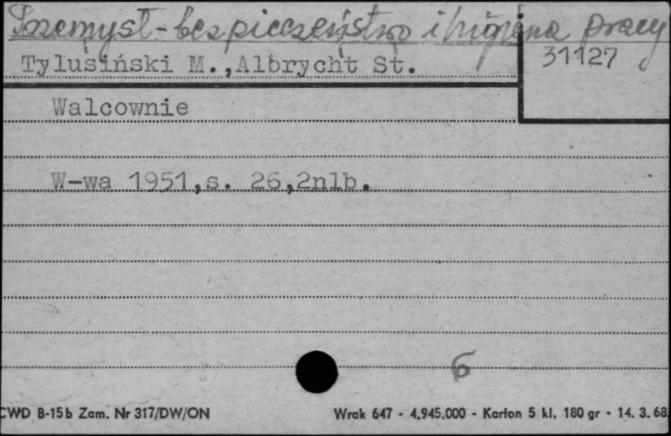 Przemysł - bezpieczeństwo i higiena pracy
Tylusiński M., Albrycht St.
31127
Walcownie
W-wa 1951, s. 26, 2nlb.
6
CWD B-15b Zam. Nr 317/DW/ON
Wrak 647 - 4.945.000 - Karton 5 kl. 180 gr - 14. 3. 68